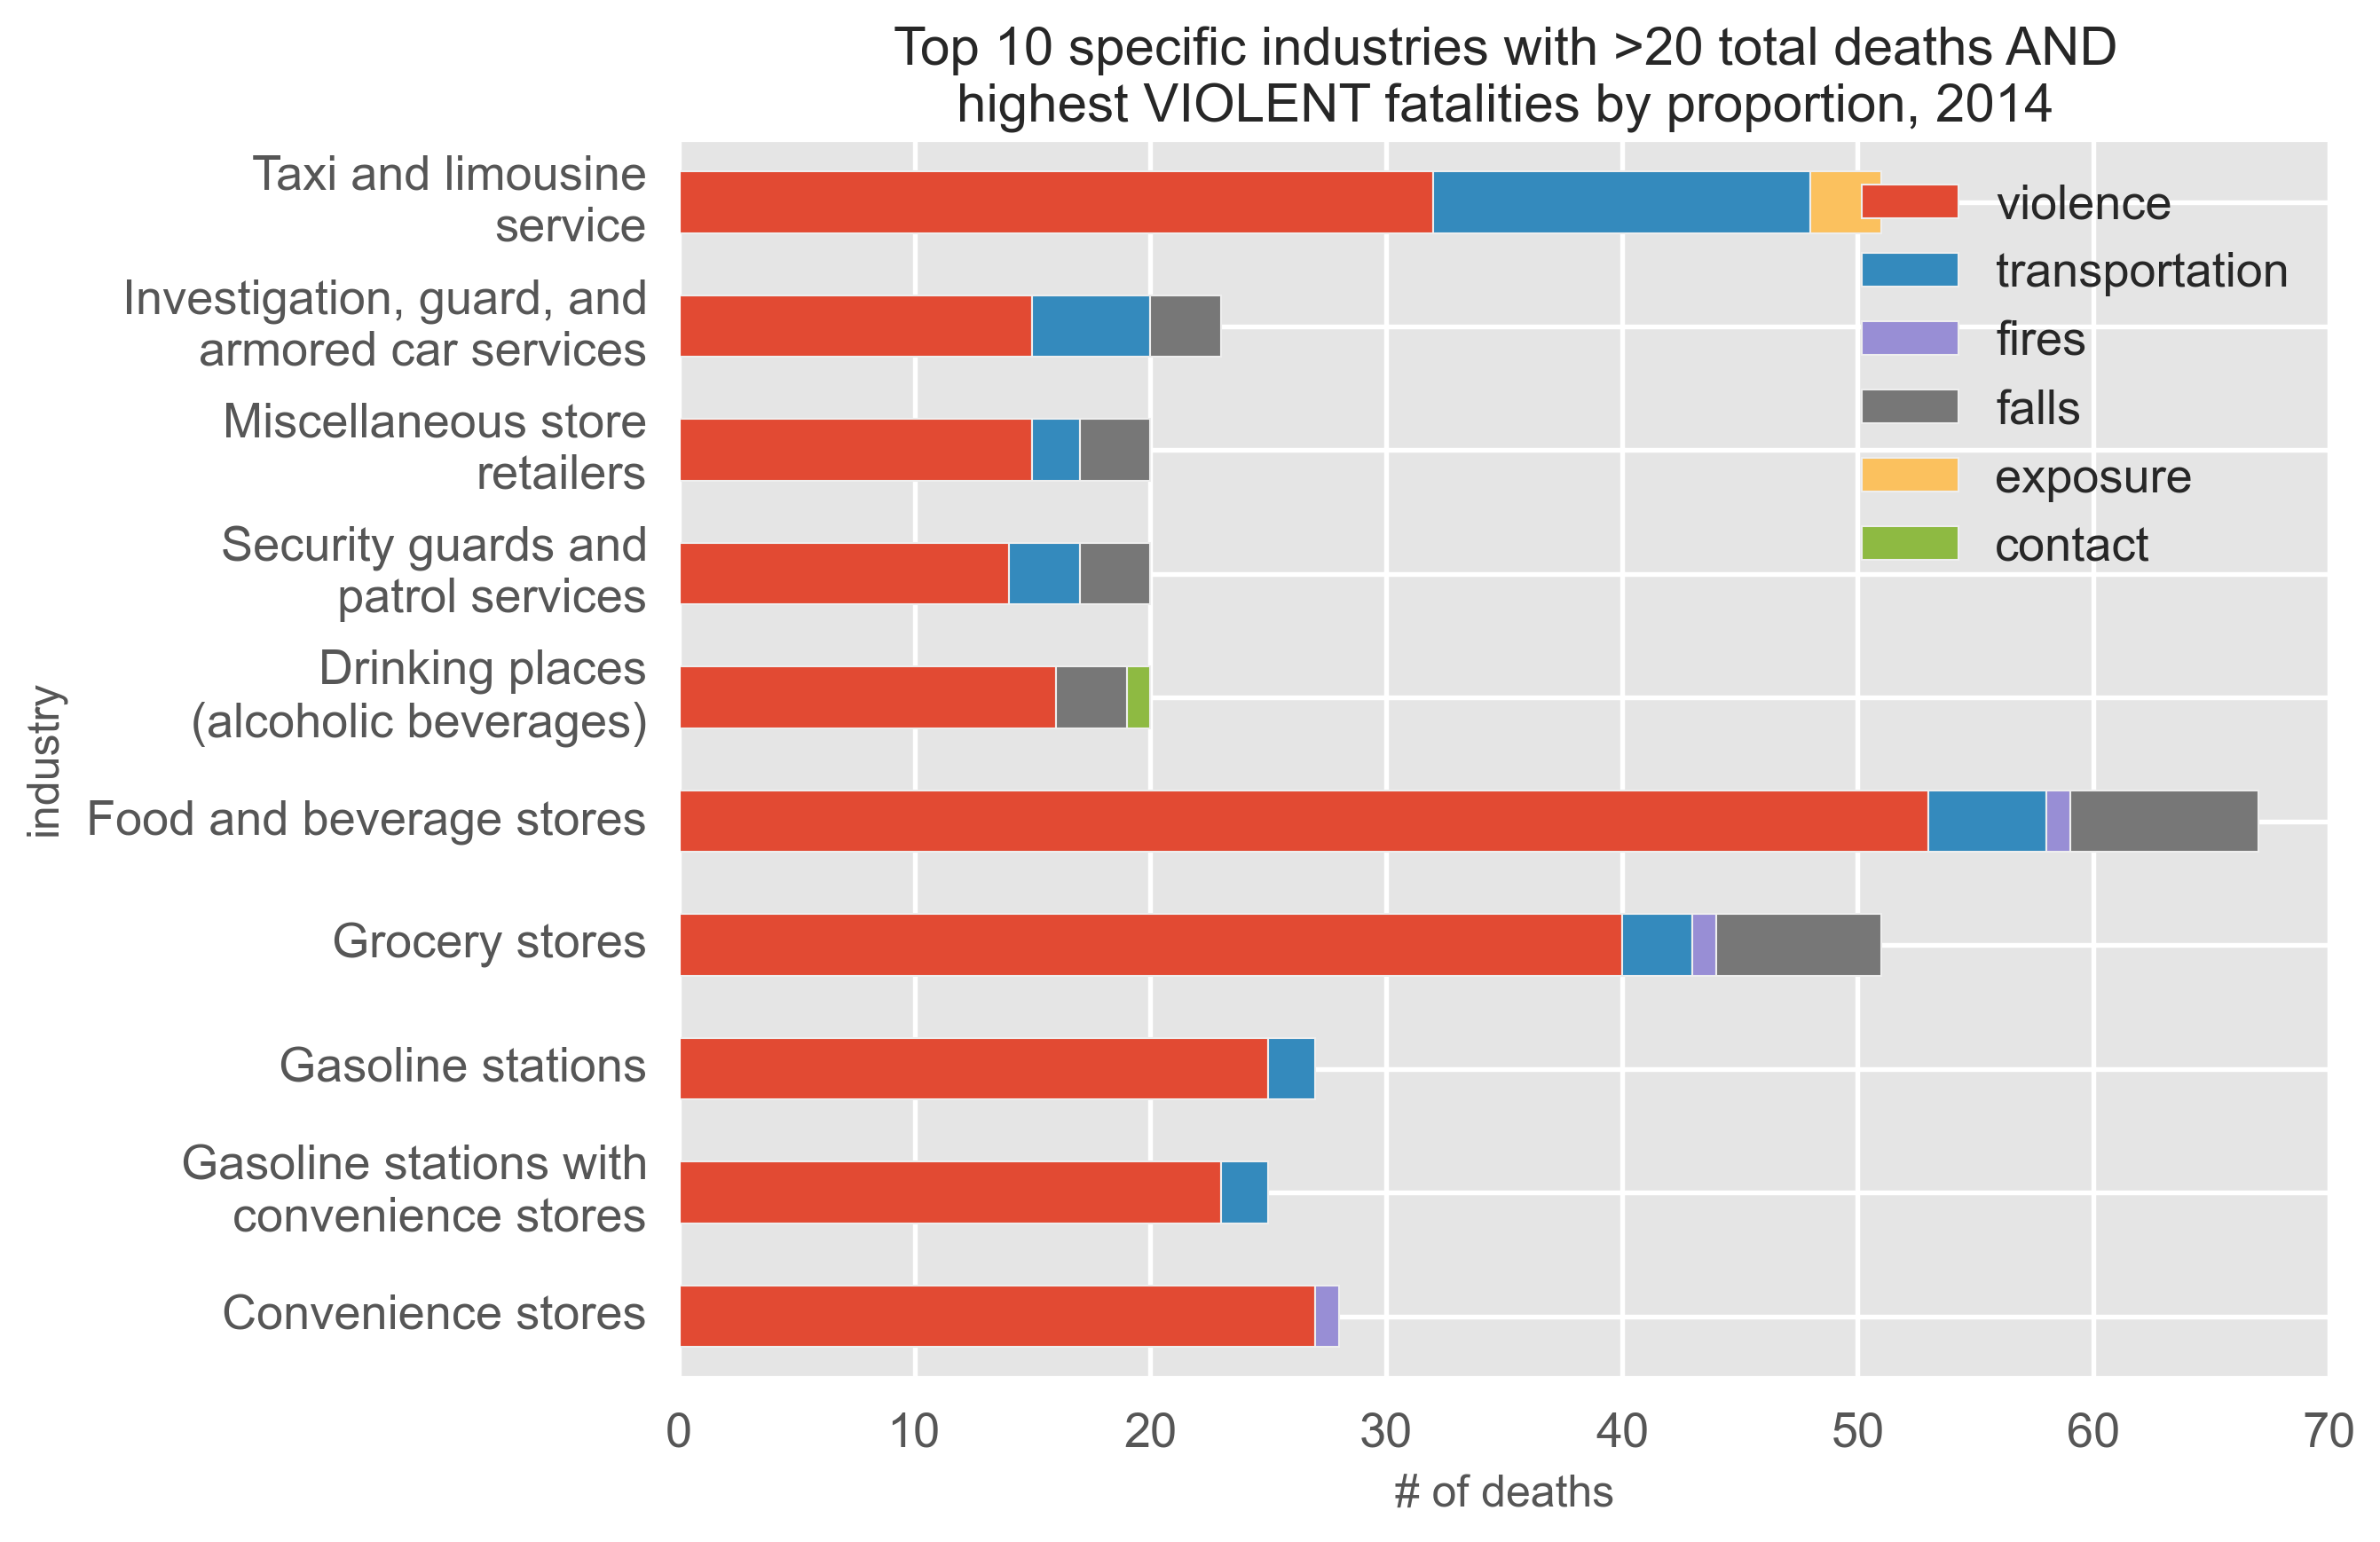 Top 10 specific industries with >20 total deaths AND
highest VIOLENT fatalities by proportion, 2014
Taxi and limousine
service
Investigation, guard, and
armored car services
Miscellaneous store
retailers
Security guards and
patrol services
Drinking places
(alcoholic beverages)
Food and beverage stores
Grocery stores
Gasoline stations
Gasoline stations with
convenience stores
Convenience stores
industry
violence
transportation
fires
falls
exposure
contact
0 10 20 30 40 50 60 70
# of deaths